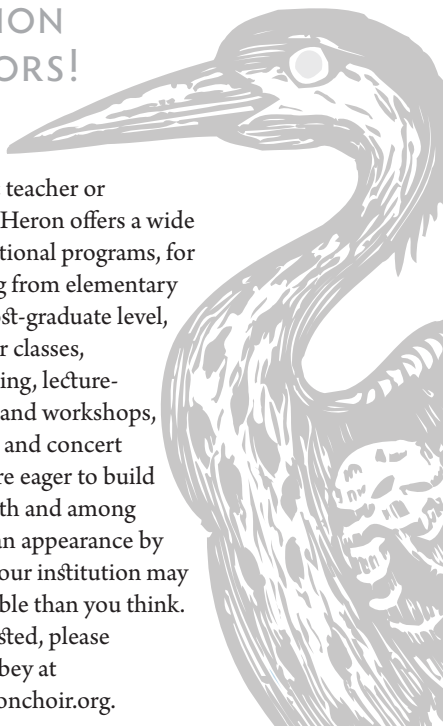 ION
ORS!
teacher or
Heron offers a wide
tional programs, for
g from elementary
ost-graduate level,
r classes,
ing, lecture-
and workshops,
and concert
re eager to build
th and among
an appearance by
our institution may
ble than you think.
sted, please
bey at
onchoir.org.